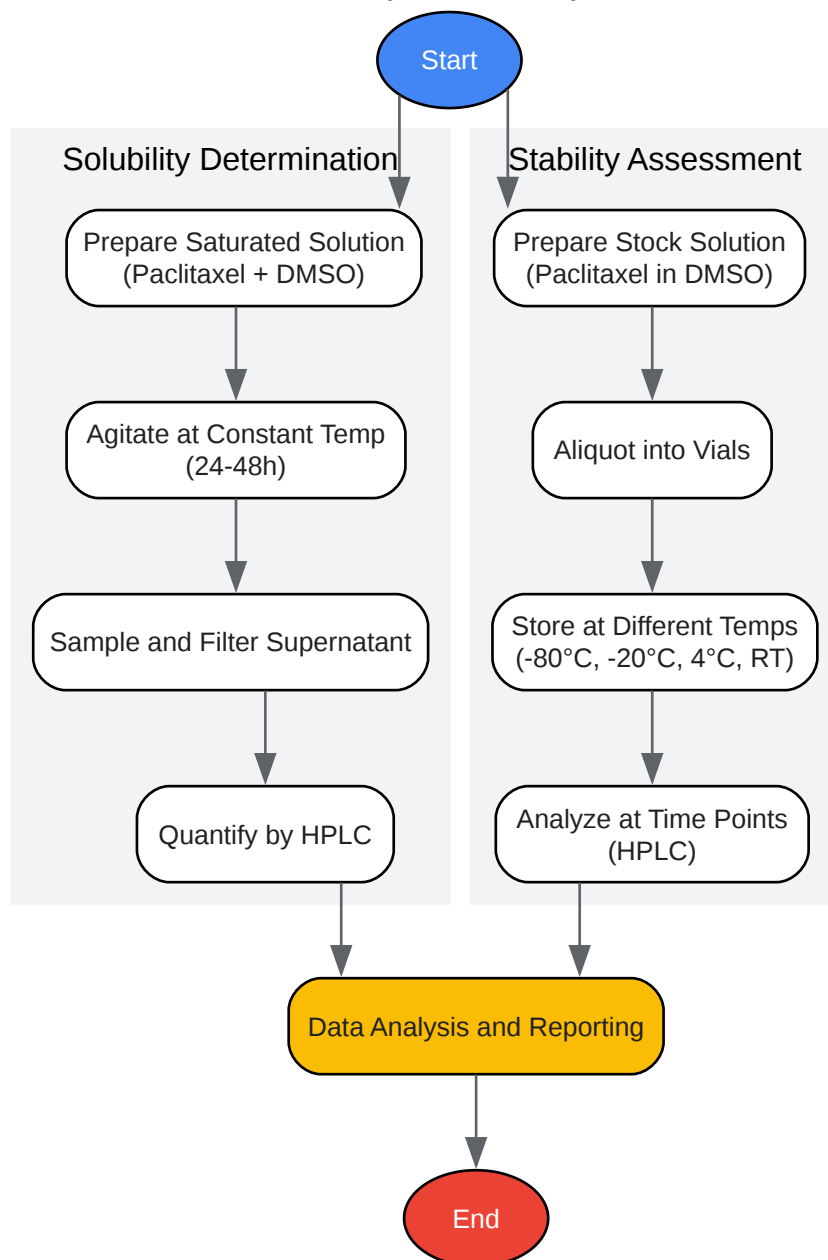 Start
Solubility Determination
Prepare Saturated Solution
(Paclitaxel + DMSO)
Agitate at Constant Temp
(24-48h)
Sample and Filter Supernatant
Quantify by HPLC
Stability Assessment
Prepare Stock Solution
(Paclitaxel in DMSO)
Aliquot into Vials
Store at Different Temps
(-80°C, -20°C, 4°C, RT)
Analyze at Time Points
(HPLC)
Data Analysis and Reporting
End